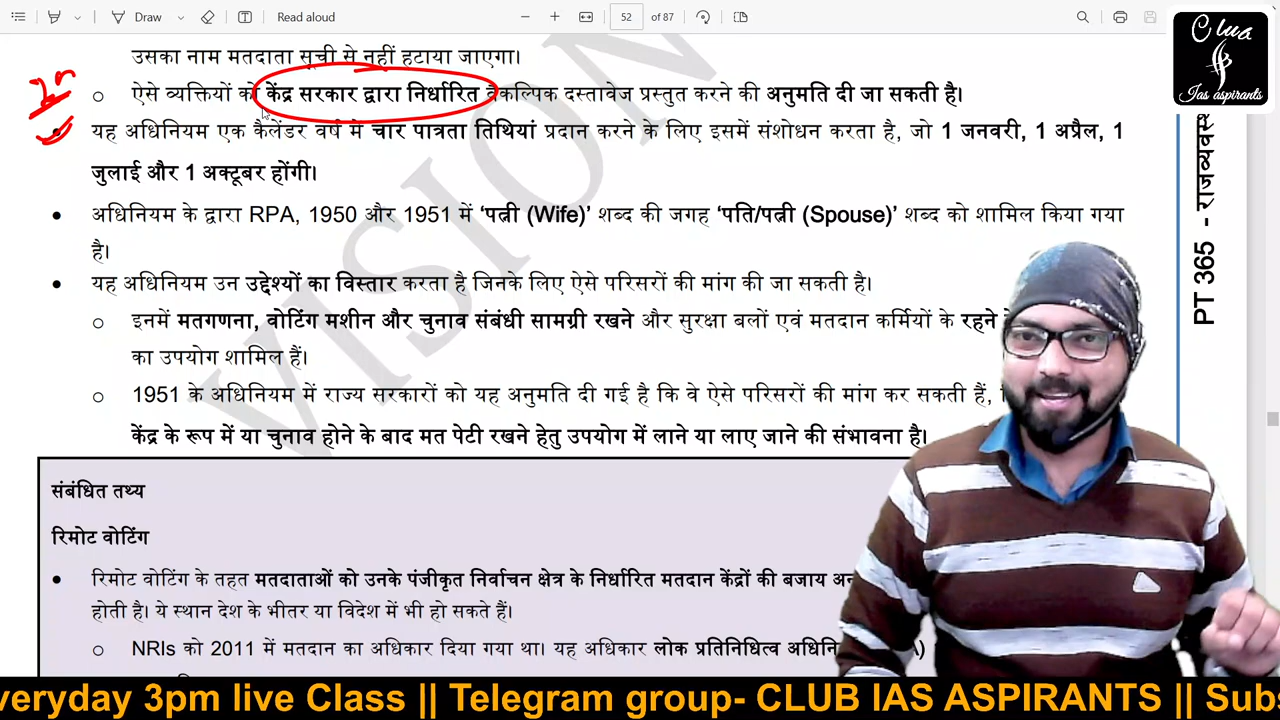 Draw
Read aloud
52
of 87
Club
Ias aspirants
उसका नाम मतदाता सूची से नहीं हटाया जाएगा।
ऐसे व्यक्तियों को केंद्र सरकार द्वारा निर्धारित वैकल्पिक दस्तावेज प्रस्तुत करने की अनुमति दी जा सकती है।
यह अधिनियम एक कैलेंडर वर्ष में चार पात्रता तिथियां प्रदान करने के लिए इसमें संशोधन करता है, जो 1 जनवरी, 1 अप्रैल, 1
जुलाई और 1 अक्टूबर होंगी।
अधिनियम के द्वारा RPA, 1950 और 1951 में 'पत्नी (Wife)' शब्द की जगह 'पति/पत्नी (Spouse)' शब्द को शामिल किया गया
है।
यह अधिनियम उन उद्देश्यों का विस्तार करता है जिनके लिए ऐसे परिसरों की मांग की जा सकती है।
इनमें मतगणना, वोटिंग मशीन और चुनाव संबंधी सामग्री रखने और सुरक्षा बलों एवं मतदान कर्मियों के रहने
का उपयोग शामिल हैं।
1951 के अधिनियम में राज्य सरकारों को यह अनुमति दी गई है कि वे ऐसे परिसरों की मांग कर सकती हैं,
केंद्र के रूप में या चुनाव होने के बाद मत पेटी रखने हेतु उपयोग में लाने या लाए जाने की संभावना है।
संबंधित तथ्य
रिमोट वोटिंग
रिमोट वोटिंग के तहत मतदाताओं को उनके पंजीकृत निर्वाचन क्षेत्र के निर्धारित मतदान केंद्रों की बजाय
होती है। ये स्थान देश के भीतर या विदेश में भी हो सकते हैं।
NRIs को 2011 में मतदान का अधिकार दिया गया था। यह अधिकार लोक प्रतिनिधित्व
VISION
PT 365 - राजव्यवस्
veryday 3pm live Class || Telegram group- CLUB IAS ASPIRANTS || Subs